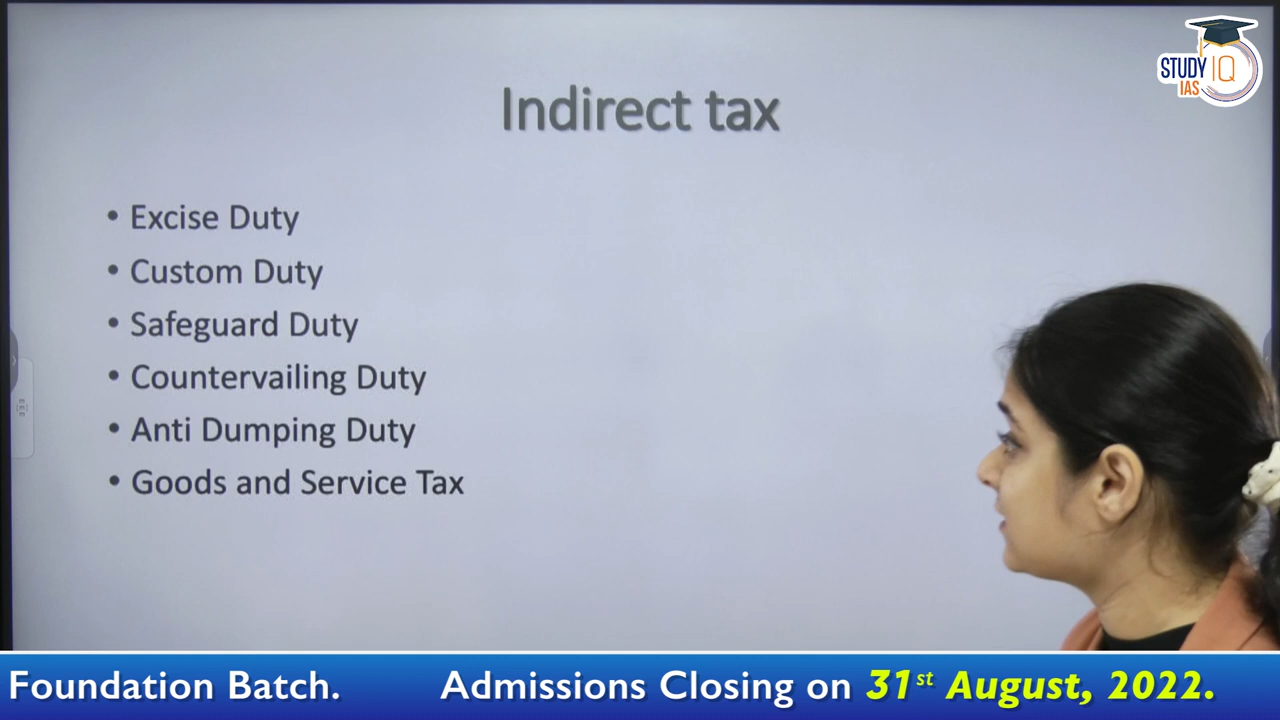 STUDY IQ
IAS
Indirect tax
• Excise Duty
• Custom Duty
• Safeguard Duty
• Countervailing Duty
• Anti Dumping Duty
• Goods and Service Tax
Foundation Batch. Admissions Closing on 31st August, 2022.